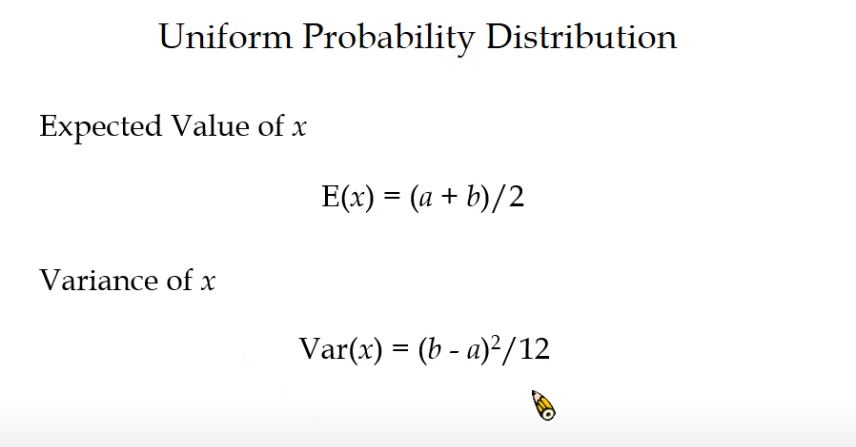 Uniform Probability Distribution
Expected Value of x
E(x) = (a + b)/2
Variance of x
Var(x) = (b - a)²/12